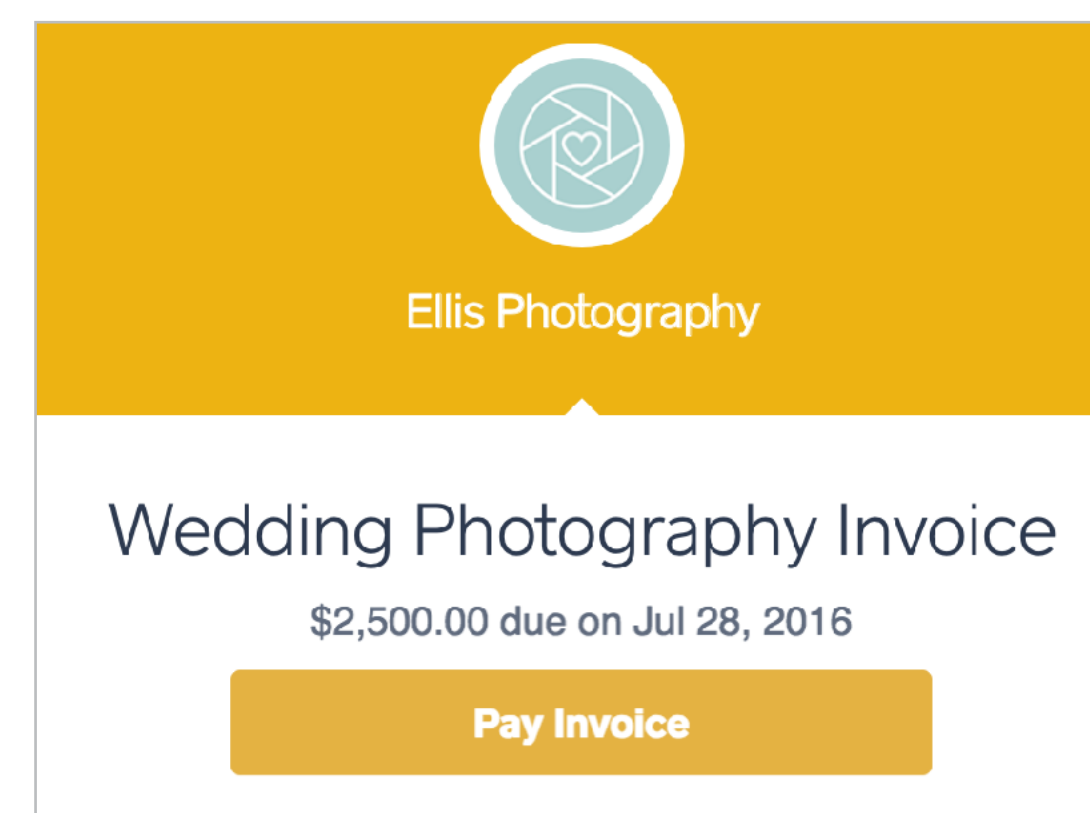 Ellis Photography
Wedding Photography Invoice
$2,500.00 due on Jul 28, 2016
Pay Invoice